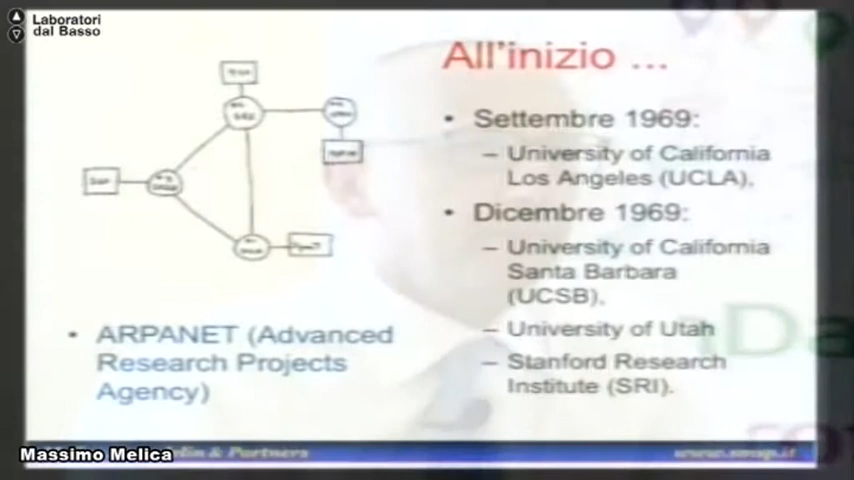 Laboratori
dal Basso
All'inizio ...
• Settembre 1969:
– University of California
Los Angeles (UCLA).
• Dicembre 1969:
– University of California
Santa Barbara
(UCSB).
– University of Utah
– Stanford Research
Institute (SRI).
• ARPANET (Advanced
Research Projects
Agency)
Massimo Melica
& Partners